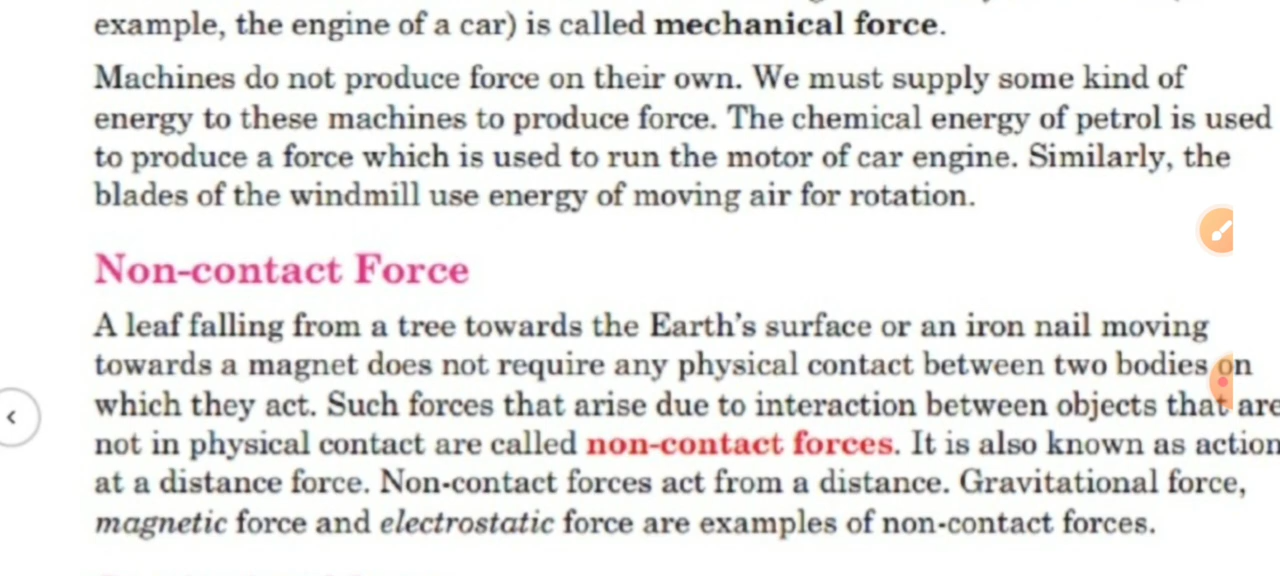 example, the engine of a car) is called mechanical force.
Machines do not produce force on their own. We must supply some kind of
energy to these machines to produce force. The chemical energy of petrol is used
to produce a force which is used to run the motor of car engine. Similarly, the
blades of the windmill use energy of moving air for rotation.
Non-contact Force
A leaf falling from a tree towards the Earth's surface or an iron nail moving
towards a magnet does not require any physical contact between two bodies on
which they act. Such forces that arise due to interaction between objects that are
not in physical contact are called non-contact forces. It is also known as action
at a distance force. Non-contact forces act from a distance. Gravitational force,
magnetic force and electrostatic force are examples of non-contact forces.